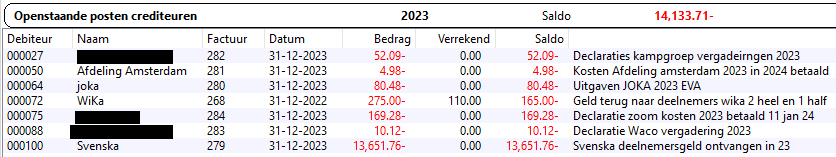 Openstaande posten crediteuren 2023 Saldo 14,133.71-
Debiteur Naam Factuur Datum Bedrag Verrekend Saldo
000027 282 31-12-2023 52.09- 0.00 52.09- Declaraties kampgroep vergadeirngen 2023
000050 Afdeling Amsterdam 281 31-12-2023 4.98- 0.00 4.98- Kosten Afdeling amsterdam 2023 in 2024 betaald
000064 joka 280 31-12-2023 80.48- 0.00 80.48- Uitgaven JOKA 2023 EVA
000072 WiKa 268 31-12-2022 275.00- 110.00 165.00- Geld terug naar deelnemers wika 2 heel en 1 half
000075 284 31-12-2023 169.28- 0.00 169.28- Declaratie zoom kosten 2023 betaald 11 jan 24
000088 283 31-12-2023 10.12- 0.00 10.12- Declaratie Waco vergadering 2023
000100 Svenska 279 31-12-2023 13,651.76- 0.00 13,651.76- Svenska deelnemersgeld ontvangen in 23